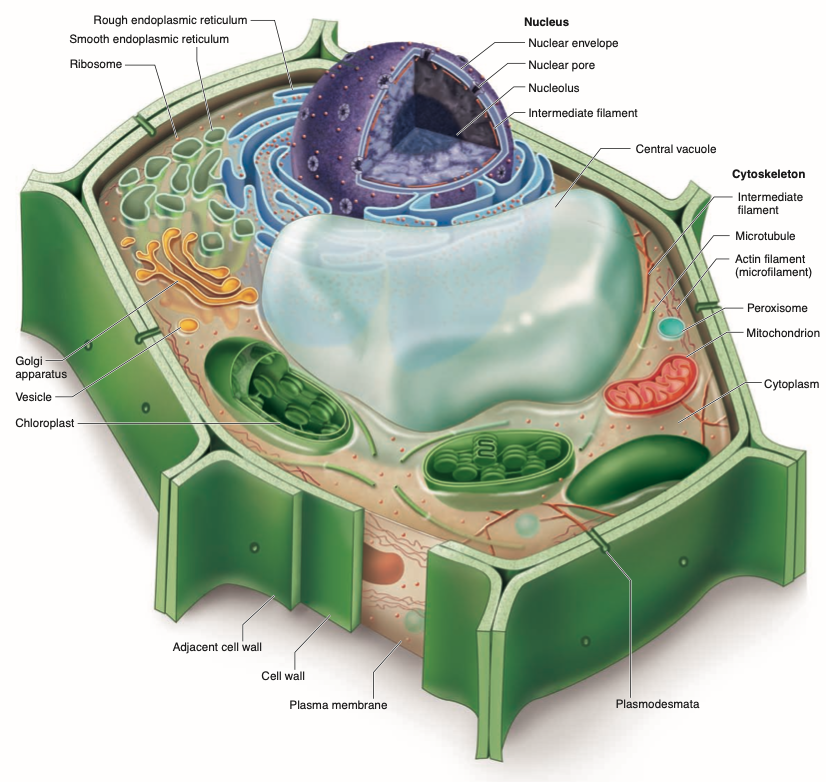 Rough endoplasmic reticulum
Smooth endoplasmic reticulum
Ribosome
Nucleus
Nuclear envelope
Nuclear pore
Nucleolus
Intermediate filament
Central vacuole
Cytoskeleton
Intermediate
filament
Microtubule
Actin filament
(microfilament)
Peroxisome
Mitochondrion
Cytoplasm
Golgi
apparatus
Vesicle
Chloroplast
Adjacent cell wall
Cell wall
Plasma membrane
Plasmodesmata